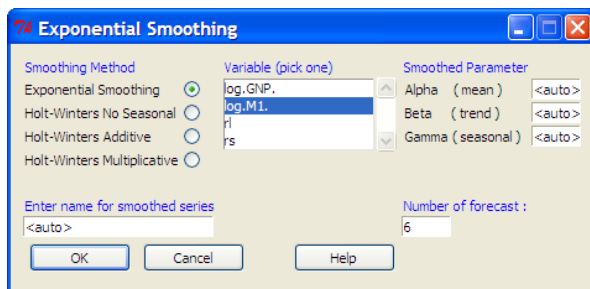 Exponential Smoothing
Smoothing Method
Exponential Smoothing
Holt-Winters No Seasonal
Holt-Winters Additive
Holt-Winters Multiplicative
Variable (pick one)
log.GNP.
log.M1.
rl
rs
Smoothed Parameter
Alpha ( mean ) <auto>
Beta ( trend ) <auto>
Gamma ( seasonal ) <auto>
Enter name for smoothed series
<auto>
Number of forecast :
6
OK Cancel Help